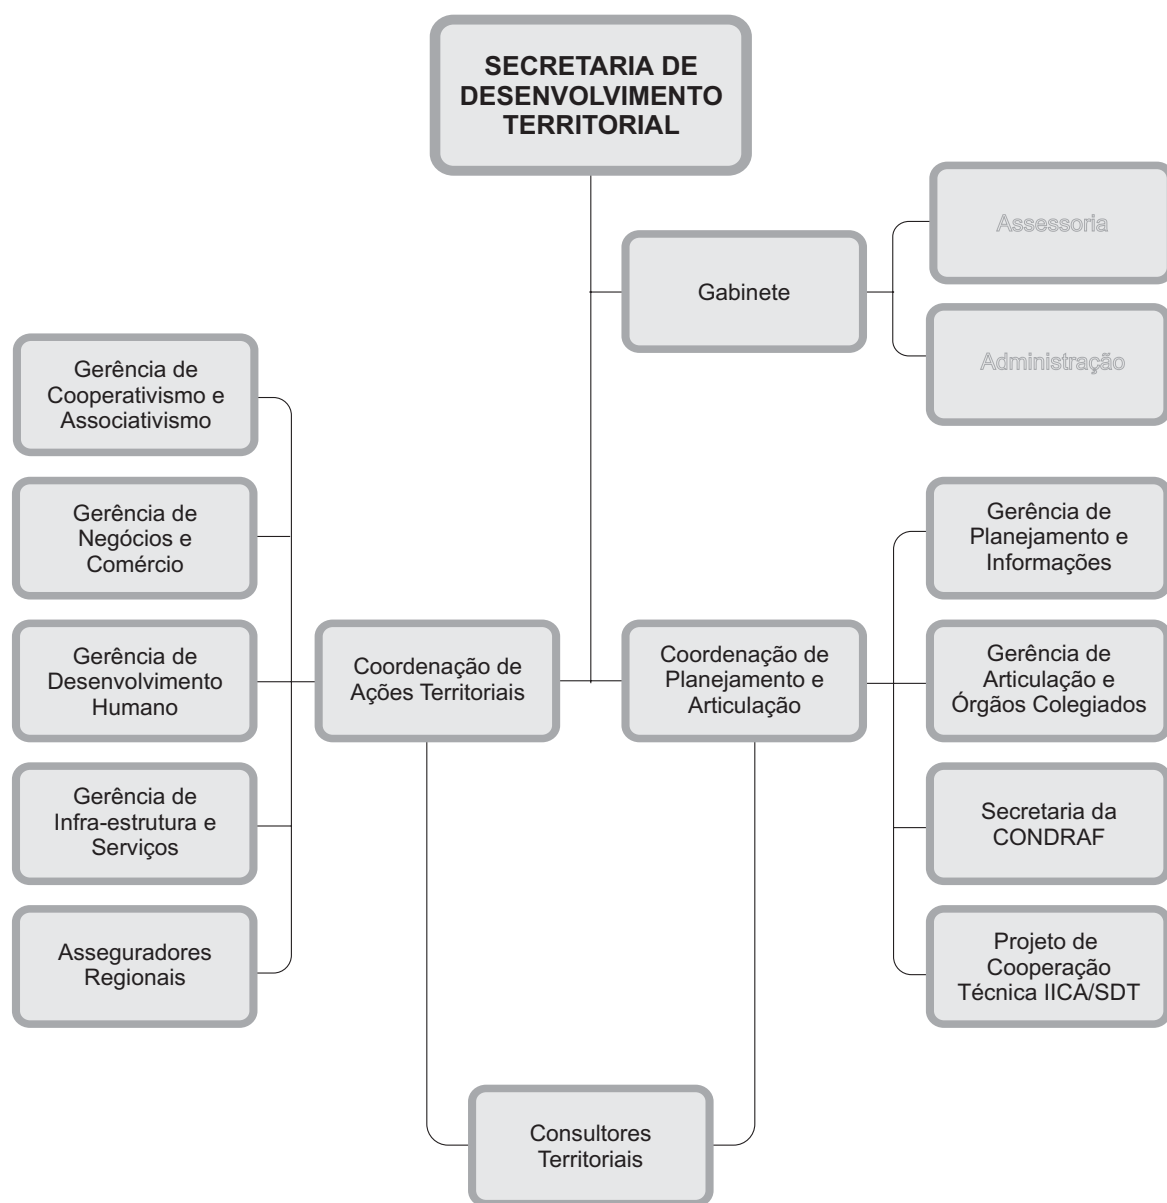 SECRETARIA DE
DESENVOLVIMENTO
TERRITORIAL
Assessoria
Gabinete
Administração
Gerência de
Cooperativismo e
Associativismo
Gerência de
Negócios e
Comércio
Gerência de
Planejamento e
Informações
Gerência de
Desenvolvimento
Humano
Coordenação de
Ações Territoriais
Coordenação de
Planejamento e
Articulação
Gerência de
Articulação e
Órgãos Colegiados
Gerência de
Infra-estrutura e
Serviços
Secretaria da
CONDRAF
Asseguradores
Regionais
Projeto de
Cooperação
Técnica IICA/SDT
Consultores
Territoriais